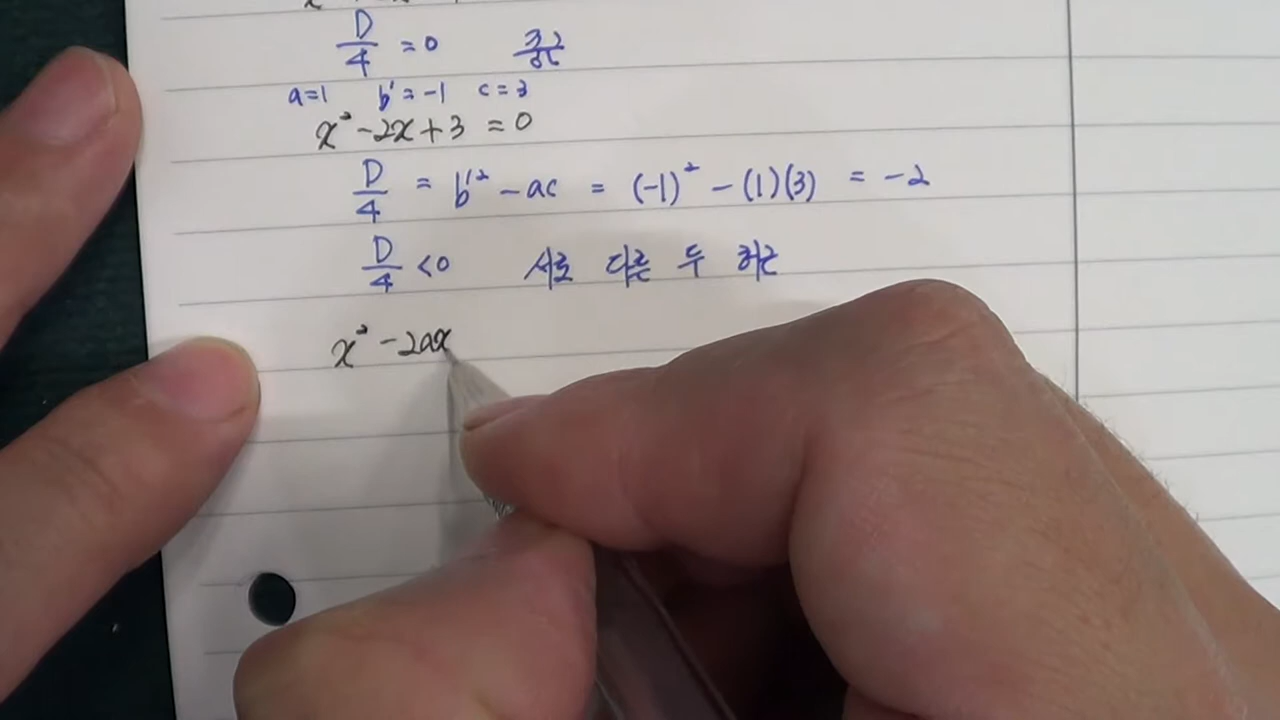 D/4 = 0 중근
a=1 b'=-1 c=3
x² -2x+3 =0
D/4 = b'² -ac = (-1)² -(1)(3) = -2
D/4 <0 서로 다른 두 허근
x² -2ax